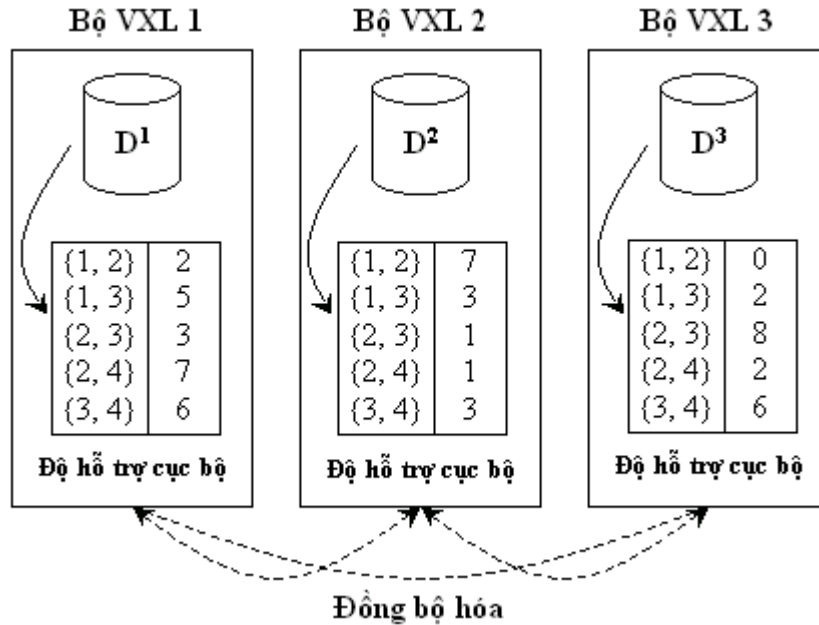 Bộ VXL 1
Bộ VXL 2
Bộ VXL 3
D¹
D²
D³
{1, 2} 2
{1, 3} 5
{2, 3} 3
{2, 4} 7
{3, 4} 6
{1, 2} 7
{1, 3} 3
{2, 3} 1
{2, 4} 1
{3, 4} 3
{1, 2} 0
{1, 3} 2
{2, 3} 8
{2, 4} 2
{3, 4} 6
Độ hỗ trợ cục bộ
Độ hỗ trợ cục bộ
Độ hỗ trợ cục bộ
Đồng bộ hóa